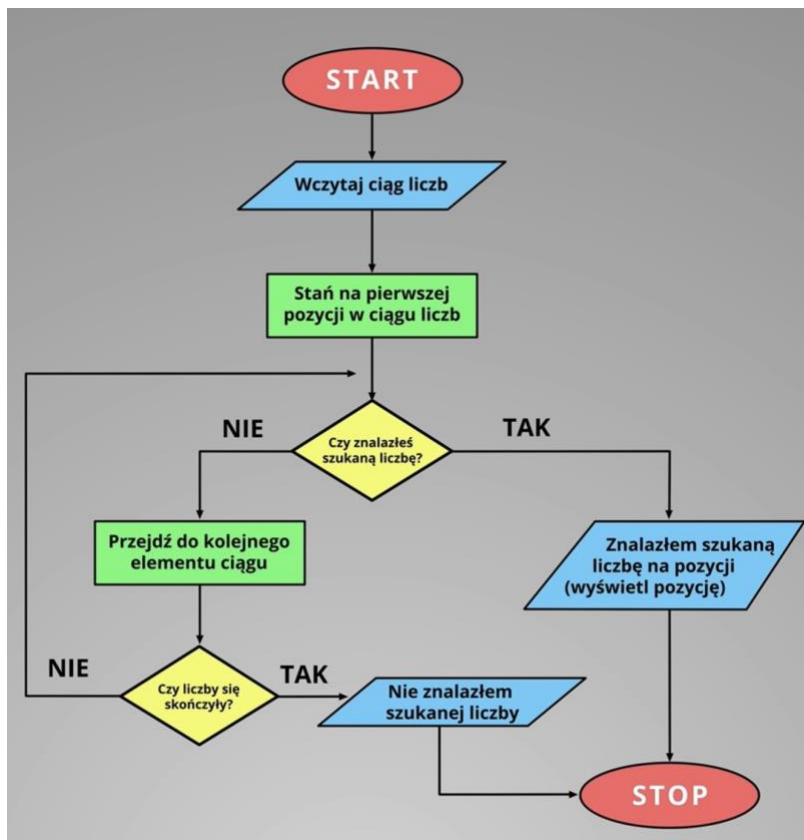 START
Wczytaj ciąg liczb
Stań na pierwszej
pozycji w ciągu liczb
NIE
TAK
Czy znalazłeś
szukaną liczbę?
Przejdź do kolejnego
elementu ciągu
Znalazłem szukaną
liczbę na pozycji
(wyświetl pozycję)
NIE
TAK
Czy liczby się
skończyły?
Nie znalazłem
szukanej liczby
STOP